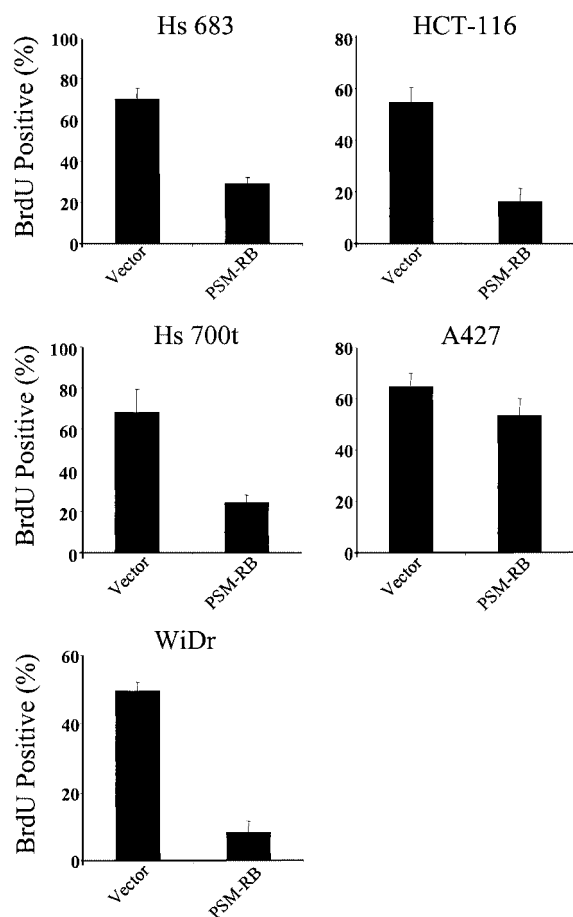 Hs 683
BrdU Positive (%)
100
80
60
40
20
0
Vector
PSM-RB
HCT-116
80
60
40
20
0
Vector
PSM-RB
Hs 700t
BrdU Positive (%)
100
80
60
40
20
0
Vector
PSM-RB
A427
80
60
40
20
0
Vector
PSM-RB
WiDr
BrdU Positive (%)
60
40
20
0
Vector
PSM-RB